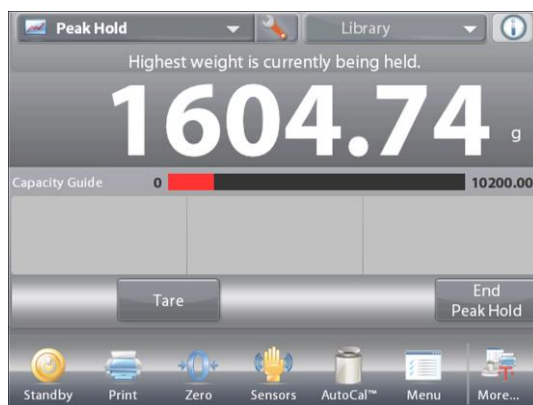 Peak Hold
Library
Highest weight is currently being held.
1604.74 g
Capacity Guide 0 10200.00
Tare
End
Peak Hold
Standby Print Zero Sensors AutoCal™ Menu More...